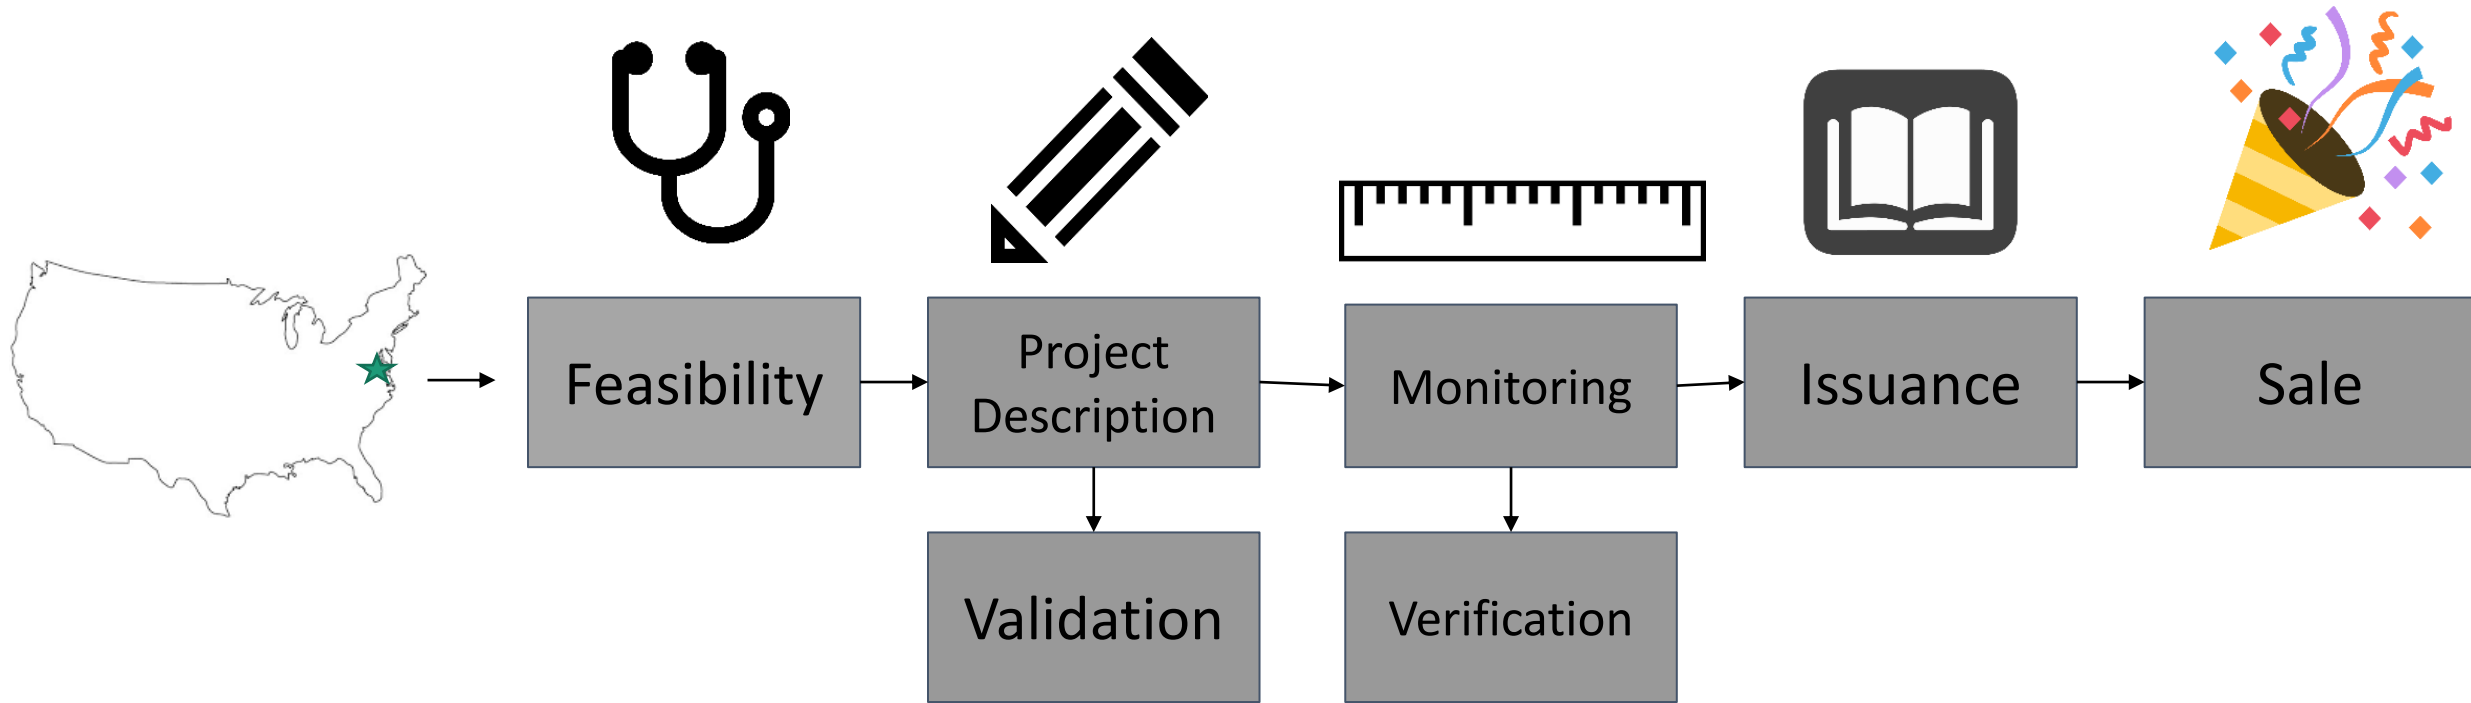 Feasibility
Project
Description
Monitoring
Issuance
Sale
Validation
Verification